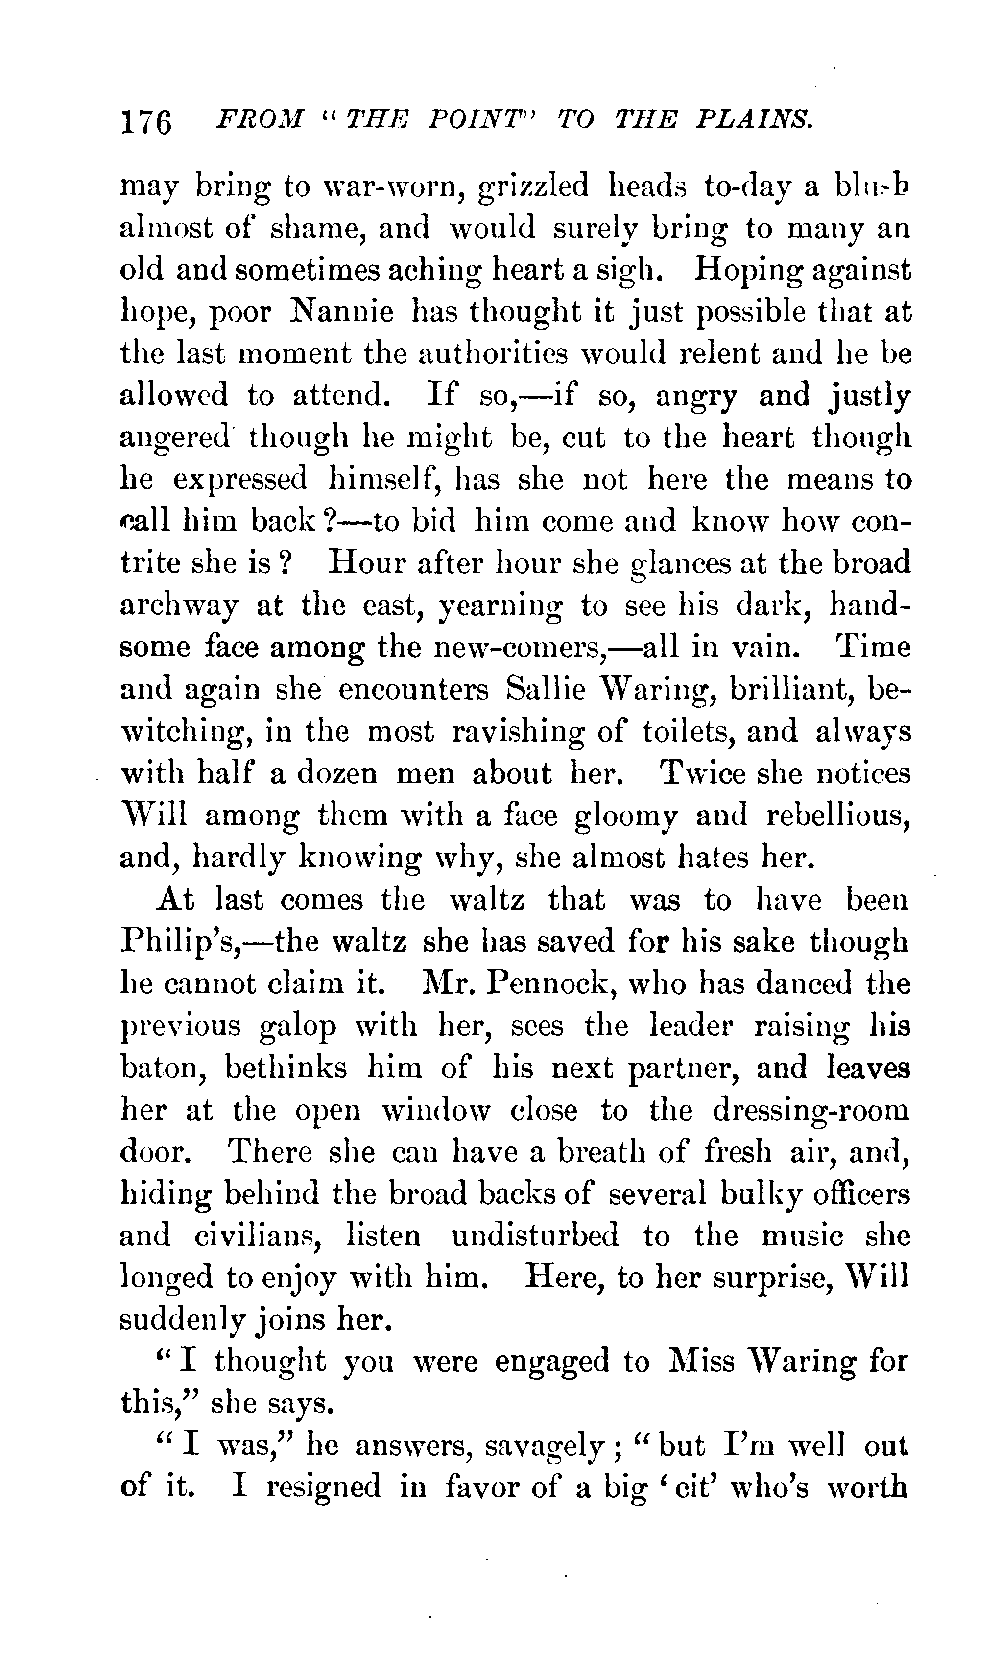 176 FROM “THE POINT” TO THE PLAINS.
may bring to war-worn, grizzled heads to-day a blush
almost of shame, and would surely bring to many an
old and sometimes aching heart a sigh. Hoping against
hope, poor Nannie has thought it just possible that at
the last moment the authorities would relent and he be
allowed to attend. If so,—if so, angry and justly
angered though he might be, cut to the heart though
he expressed himself, has she not here the means to
call him back?—to bid him come and know how con-
trite she is? Hour after hour she glances at the broad
archway at the east, yearning to see his dark, hand-
some face among the new-comers,—all in vain. Time
and again she encounters Sallie Waring, brilliant, be-
witching, in the most ravishing of toilets, and always
with half a dozen men about her. Twice she notices
Will among them with a face gloomy and rebellious,
and, hardly knowing why, she almost hates her.
At last comes the waltz that was to have been
Philip’s,—the waltz she has saved for his sake though
he cannot claim it. Mr. Pennock, who has danced the
previous galop with her, sees the leader raising his
baton, bethinks him of his next partner, and leaves
her at the open window close to the dressing-room
door. There she can have a breath of fresh air, and,
hiding behind the broad backs of several bulky officers
and civilians, listen undisturbed to the music she
longed to enjoy with him. Here, to her surprise, Will
suddenly joins her.
“I thought you were engaged to Miss Waring for
this,” she says.
“I was,” he answers, savagely; “but I’m well out
of it. I resigned in favor of a big ‘cit’ who’s worth